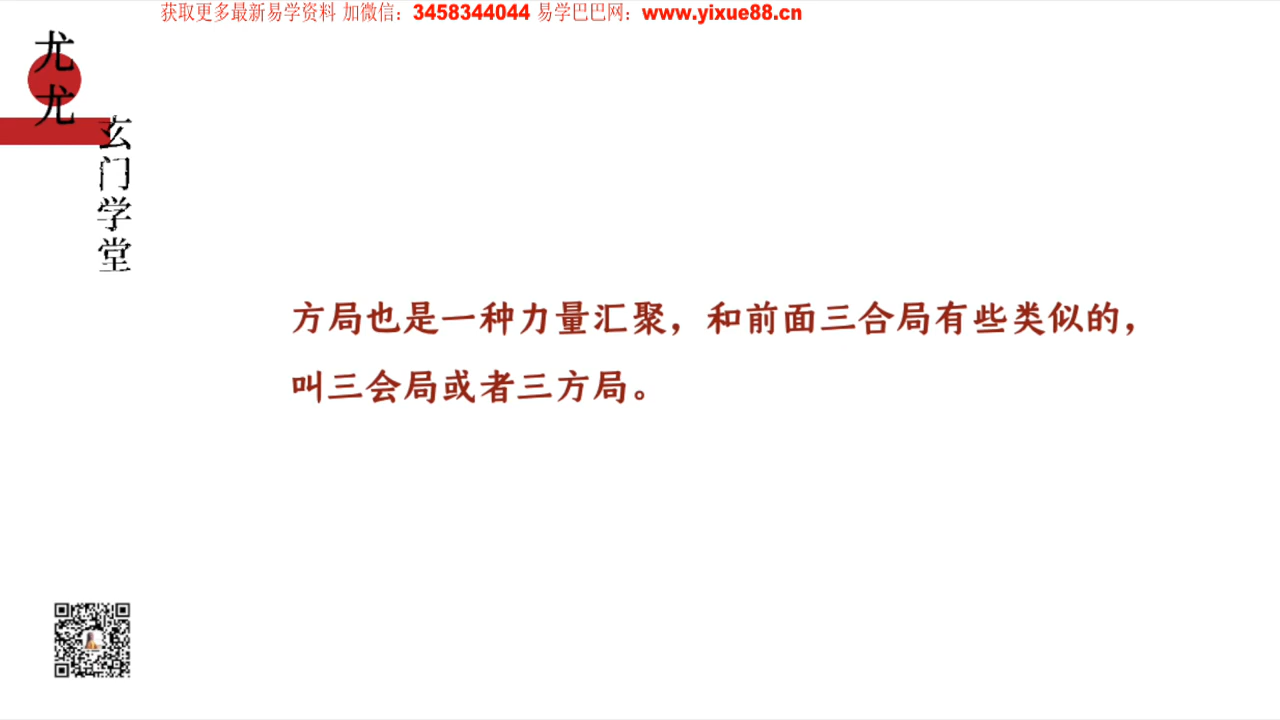 获取更多最新易学资料 加微信：3458344044 易学巴巴网：www.yixue88.cn
尤尤
玄门学堂
方局也是一种力量汇聚，和前面三合局有些类似的，
叫三会局或者三方局。